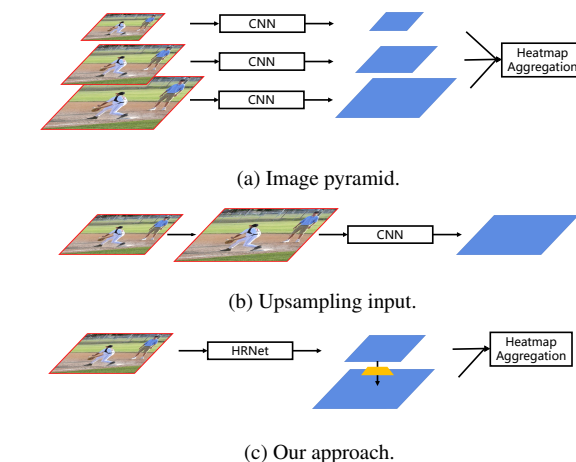 CNN
CNN
CNN
Heatmap
Aggregation
(a) Image pyramid.
CNN
(b) Upsampling input.
HRNet
Heatmap
Aggregation
(c) Our approach.